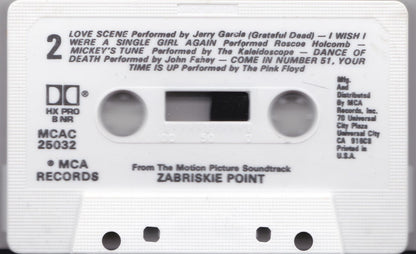 2
LOVE SCENE Performed by Jerry Garcia (Grateful Dead) — I WISH I
WERE A SINGLE GIRL AGAIN Performed Roscoe Holcomb —
MICKEY'S TUNE Performed by The Kaleidoscope — DANCE OF
DEATH Performed by John Fahey — COME IN NUMBER 51, YOUR
TIME IS UP Performed by The Pink Floyd
HX PRO
B NR
MCAC
25032
® MCA
RECORDS
Mfg.
And
Distributed
By MCA
Records, Inc.
70 Universal
City Plaza
Universal City
CA 91608
Printed in
U.S.A.
From The Motion Picture Soundtrack
ZABRISKIE POINT